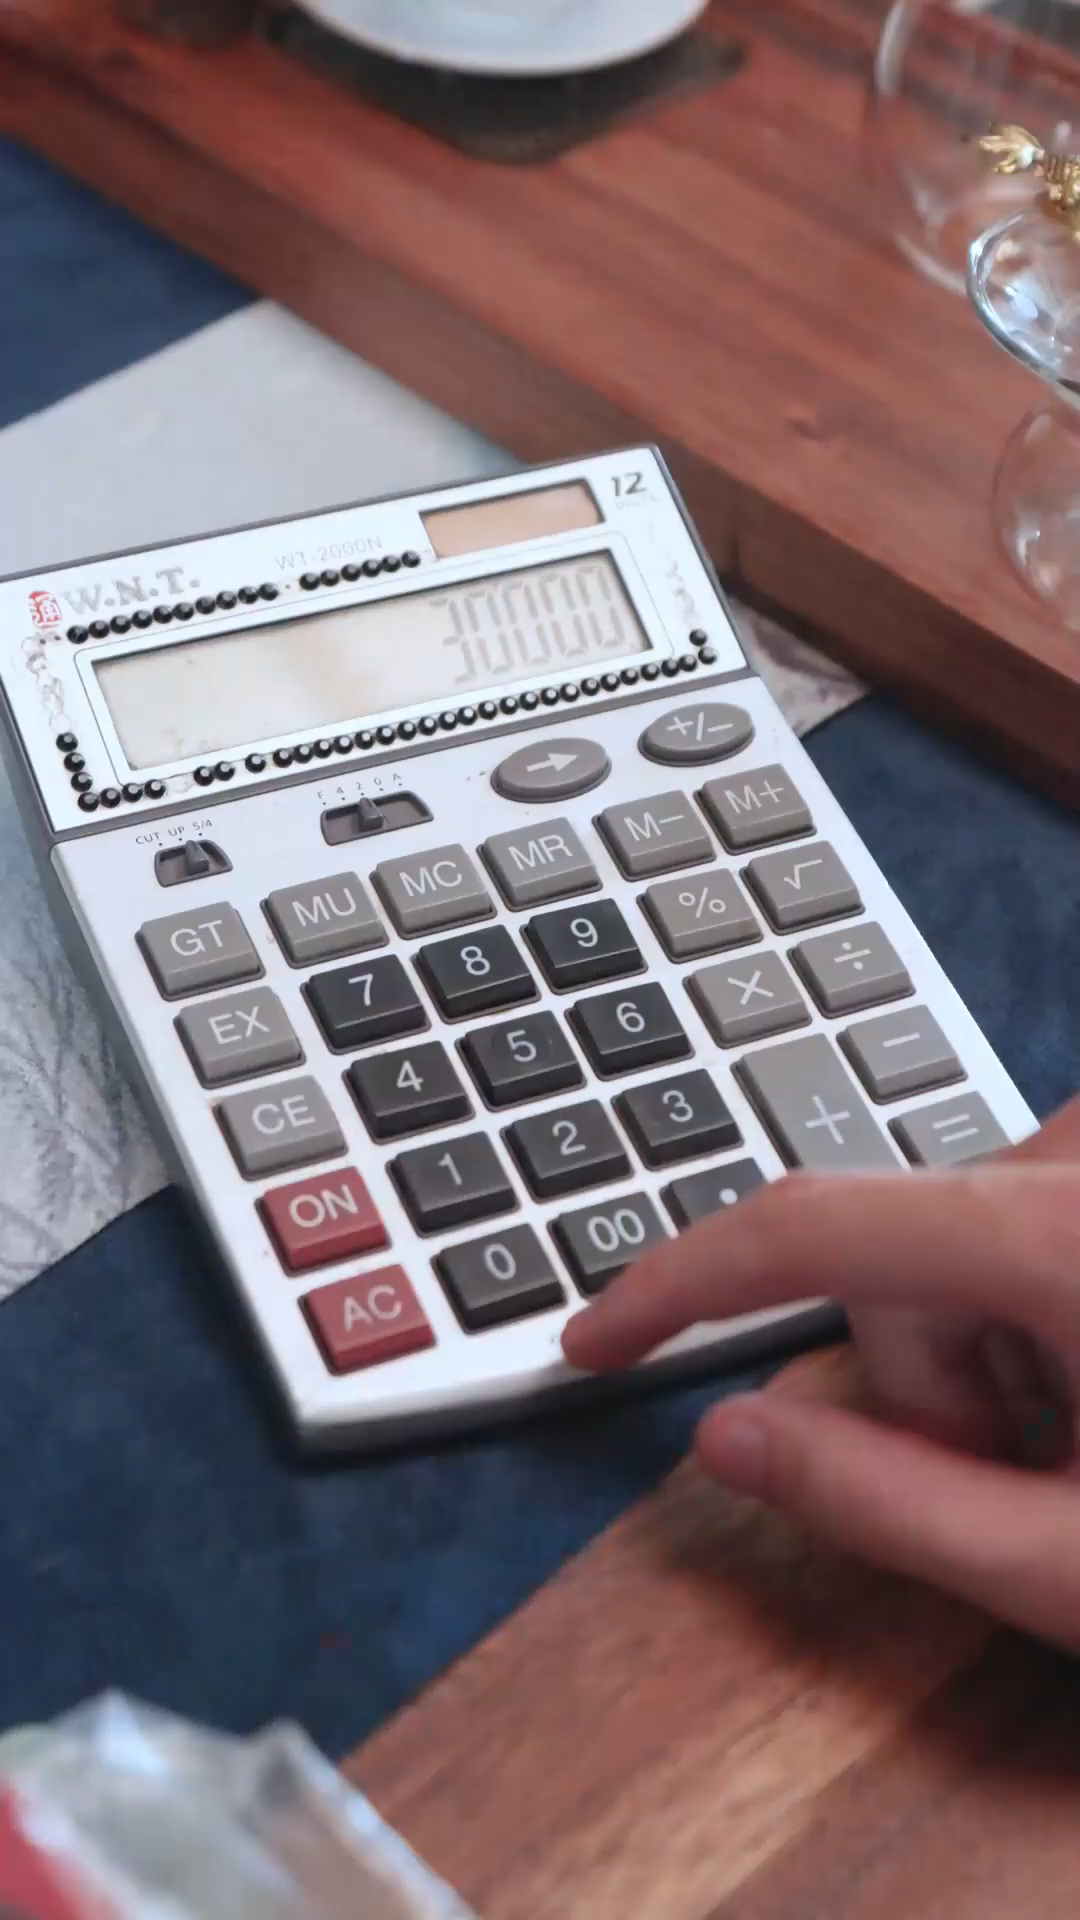 12
DIGITS
WT-2000N
W.N.T.
30000
CUT UP 5/4
F 4 2 0 A
→ +/-
GT MU MC MR M− M+
EX 7 8 9 % √
CE 4 5 6 × ÷
ON 1 2 3 + −
AC 0 00 . =